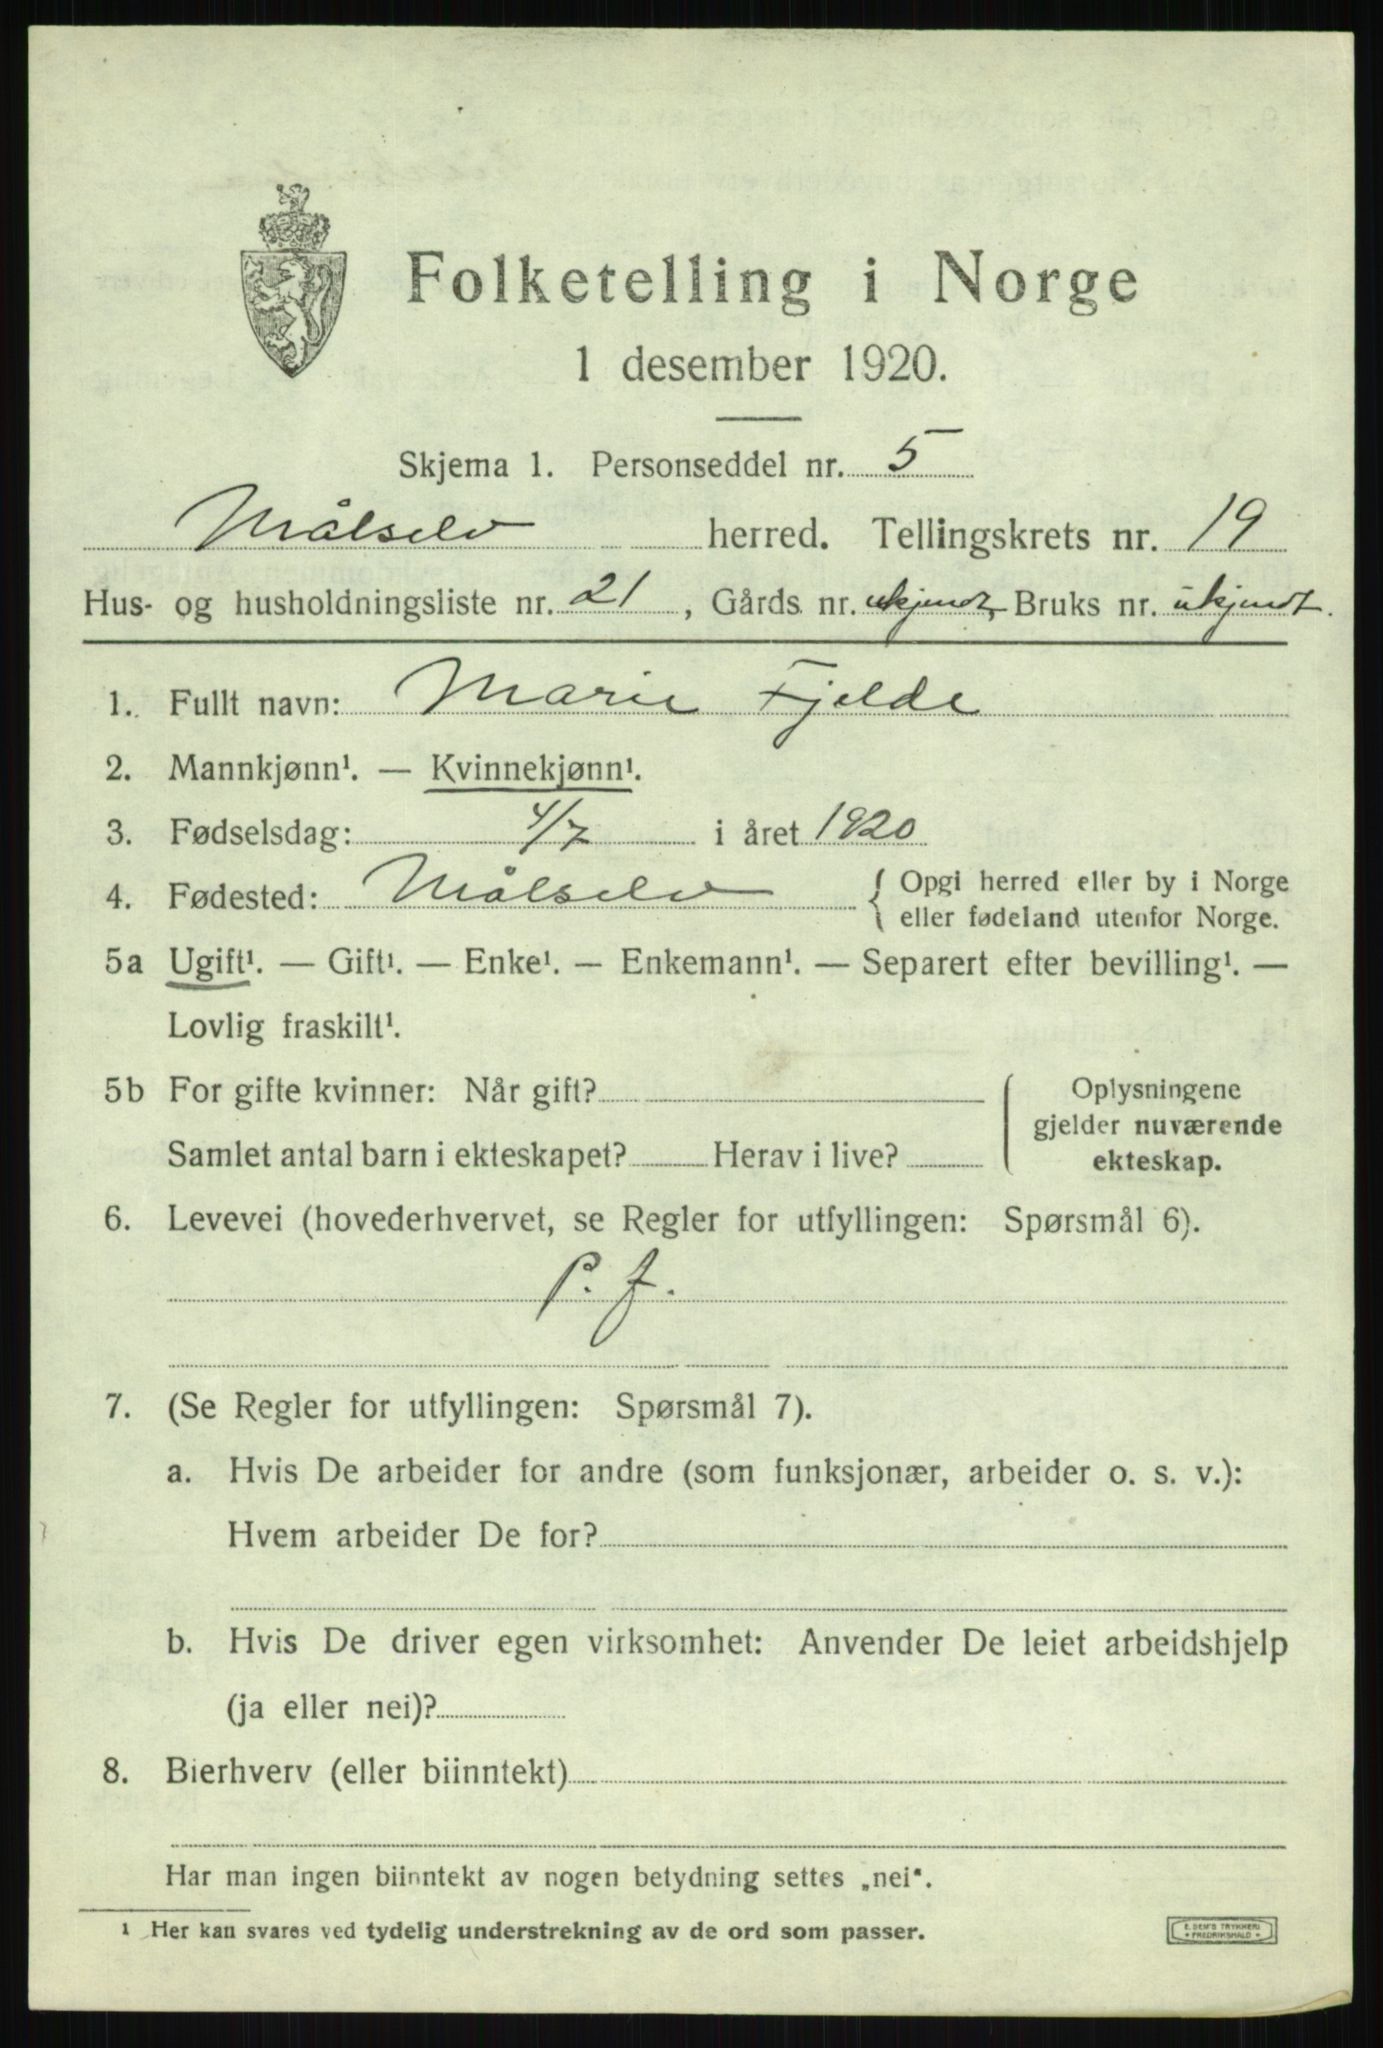 Folketelling i Norge
1 desember 1920.
Skjema 1. Personseddel nr. 5
Målselv herred. Tellingskrets nr. 19
Hus- og husholdningsliste nr. 21, Gårds nr. ukjendt, Bruks nr. ukjendt.
1. Fullt navn: Marie Fjelde
2. Mannkjønn¹. — Kvinnekjønn¹.
3. Fødselsdag: 4/7 i året 1920
4. Fødested: Målselv { Opgi herred eller by i Norge
eller fødeland utenfor Norge.
5a Ugift¹. — Gift¹. — Enke¹. — Enkemann¹. — Separert efter bevilling¹. —
Lovlig fraskilt¹.
5b For gifte kvinner: Når gift?
Samlet antal barn i ekteskapet? Herav i live?
Oplysningene
gjelder nuværende
ekteskap.
6. Levevei (hovederhvervet, se Regler for utfyllingen: Spørsmål 6).
P. f.
7. (Se Regler for utfyllingen: Spørsmål 7).
a. Hvis De arbeider for andre (som funksjonær, arbeider o. s. v.):
Hvem arbeider De for?
b. Hvis De driver egen virksomhet: Anvender De leiet arbeidshjelp
(ja eller nei)?
8. Bierhverv (eller biinntekt)
Har man ingen biinntekt av nogen betydning settes „nei“.
¹ Her kan svares ved tydelig understrekning av de ord som passer.
E. SEM'S TRYKKERI
FREDRIKSHALD